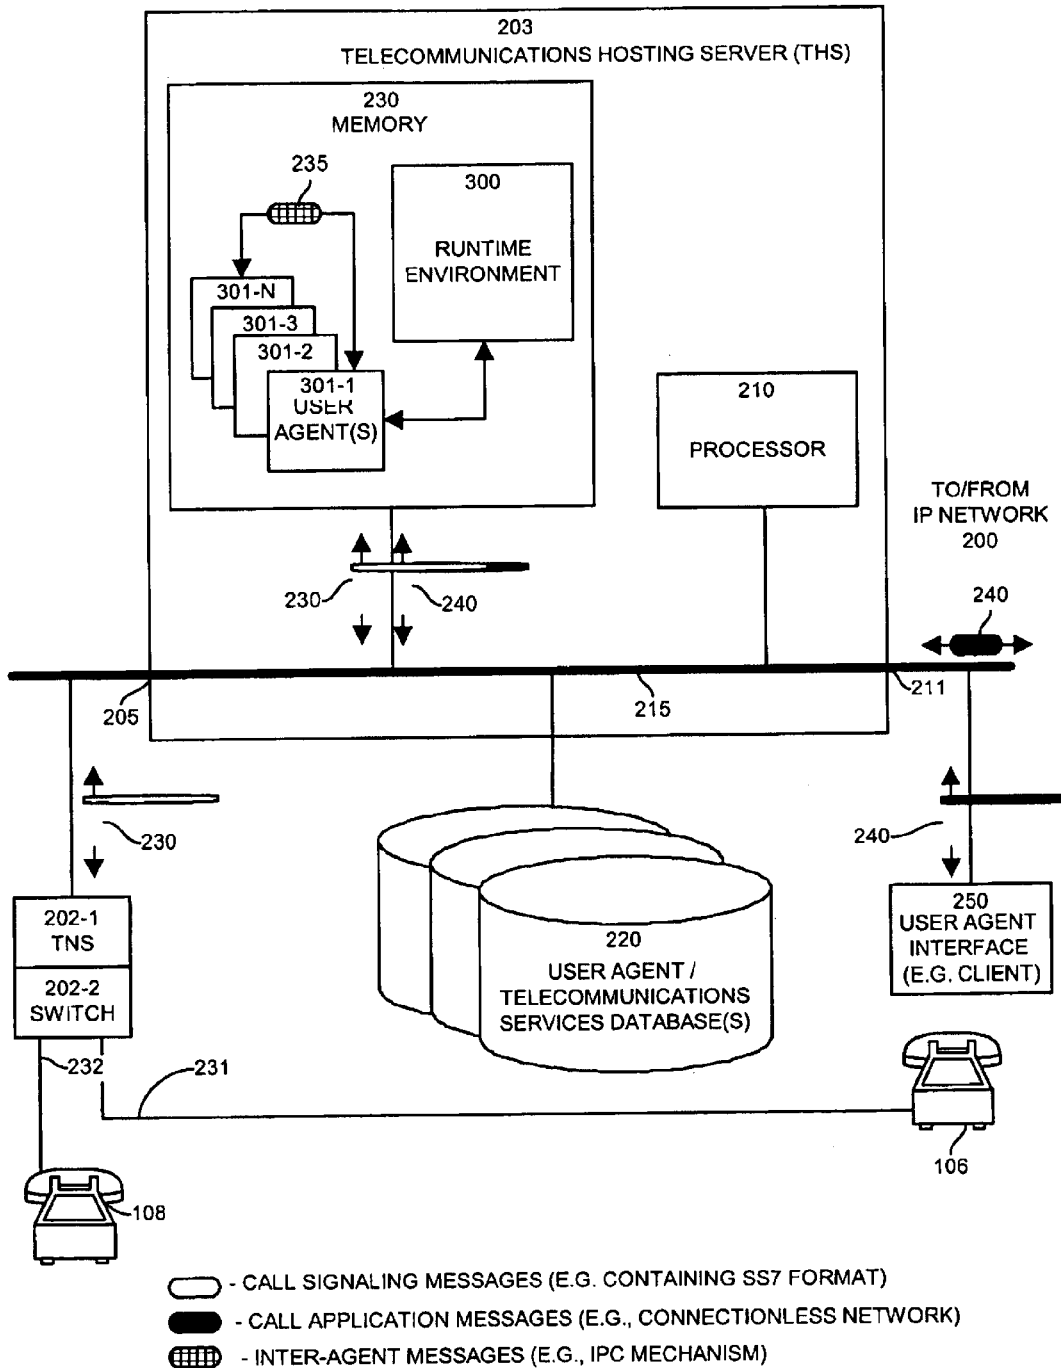 203
TELECOMMUNICATIONS HOSTING SERVER (THS)
230
MEMORY
235
300
RUNTIME
ENVIRONMENT
301-N
301-3
301-2
301-1
USER
AGENT(S)
210
PROCESSOR
TO/FROM
IP NETWORK
200
230
240
240
205
215
211
230
240
202-1
TNS
202-2
SWITCH
220
USER AGENT /
TELECOMMUNICATIONS
SERVICES DATABASE(S)
250
USER AGENT
INTERFACE
(E.G. CLIENT)
232
231
106
108
- CALL SIGNALING MESSAGES (E.G. CONTAINING SS7 FORMAT)
- CALL APPLICATION MESSAGES (E.G., CONNECTIONLESS NETWORK)
- INTER-AGENT MESSAGES (E.G., IPC MECHANISM)